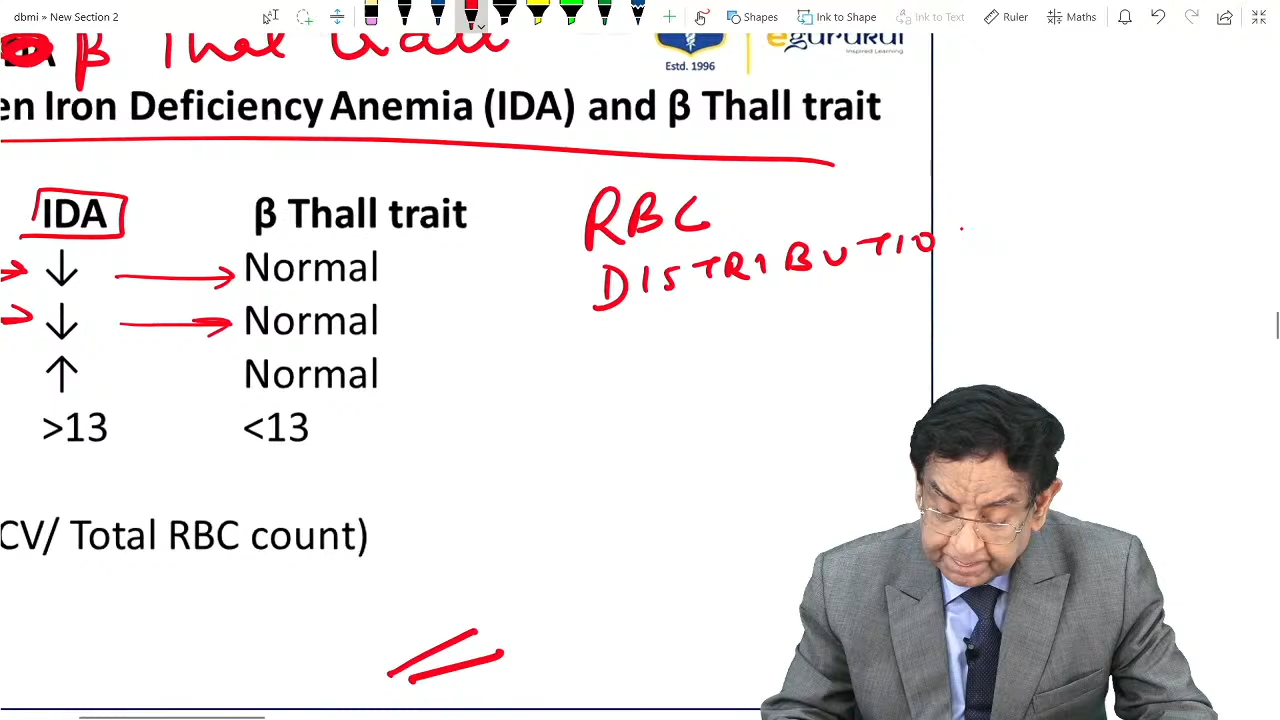 dbmi » New Section 2
Shapes
Ink to Shape
Ink to Text
Ruler
Maths
β Thal trait
Estd. 1996
egurukul
Inspired Learning
en Iron Deficiency Anemia (IDA) and β Thall trait
IDA β Thall trait
↓ Normal
↓ Normal
↑ Normal
>13 <13
CV/ Total RBC count)
RBC
DISTRIBUTIO